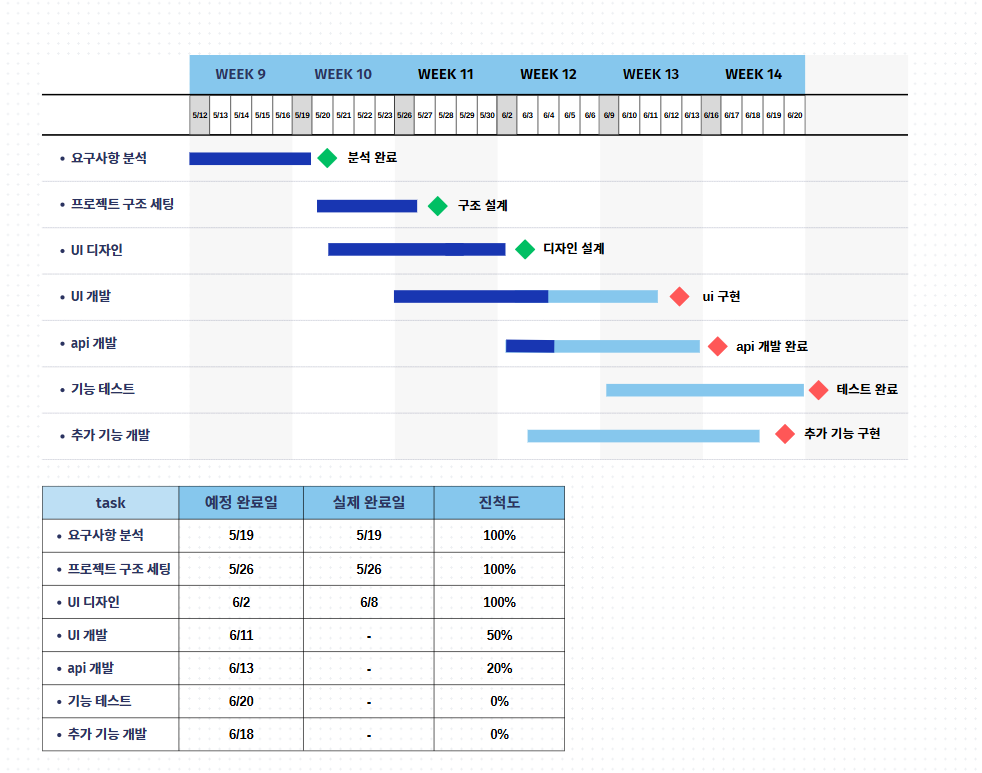 WEEK 9 WEEK 10 WEEK 11 WEEK 12 WEEK 13 WEEK 14
5/12 5/13 5/14 5/15 5/16 5/19 5/20 5/21 5/22 5/23 5/26 5/27 5/28 5/29 5/30 6/2 6/3 6/4 6/5 6/6 6/9 6/10 6/11 6/12 6/13 6/16 6/17 6/18 6/19 6/20
• 요구사항 분석 분석 완료
• 프로젝트 구조 세팅 구조 설계
• UI 디자인 디자인 설계
• UI 개발 ui 구현
• api 개발 api 개발 완료
• 기능 테스트 테스트 완료
• 추가 기능 개발 추가 기능 구현
task 예정 완료일 실제 완료일 진척도
• 요구사항 분석 5/19 5/19 100%
• 프로젝트 구조 세팅 5/26 5/26 100%
• UI 디자인 6/2 6/8 100%
• UI 개발 6/11 - 50%
• api 개발 6/13 - 20%
• 기능 테스트 6/20 - 0%
• 추가 기능 개발 6/18 - 0%